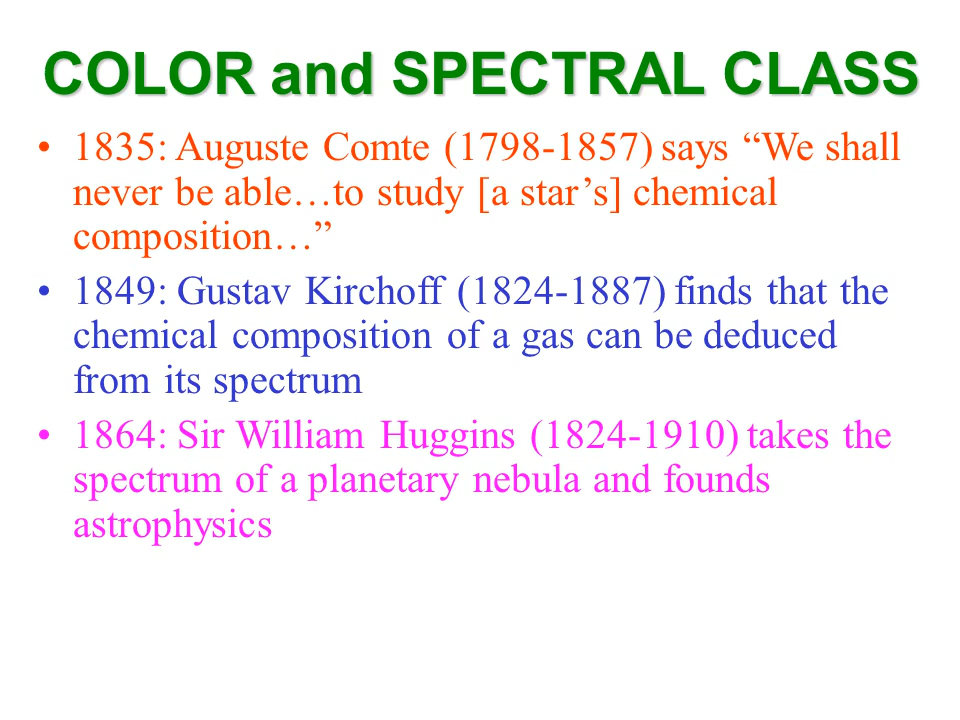 COLOR and SPECTRAL CLASS
• 1835: Auguste Comte (1798-1857) says “We shall
never be able…to study [a star’s] chemical
composition…”
• 1849: Gustav Kirchoff (1824-1887) finds that the
chemical composition of a gas can be deduced
from its spectrum
• 1864: Sir William Huggins (1824-1910) takes the
spectrum of a planetary nebula and founds
astrophysics